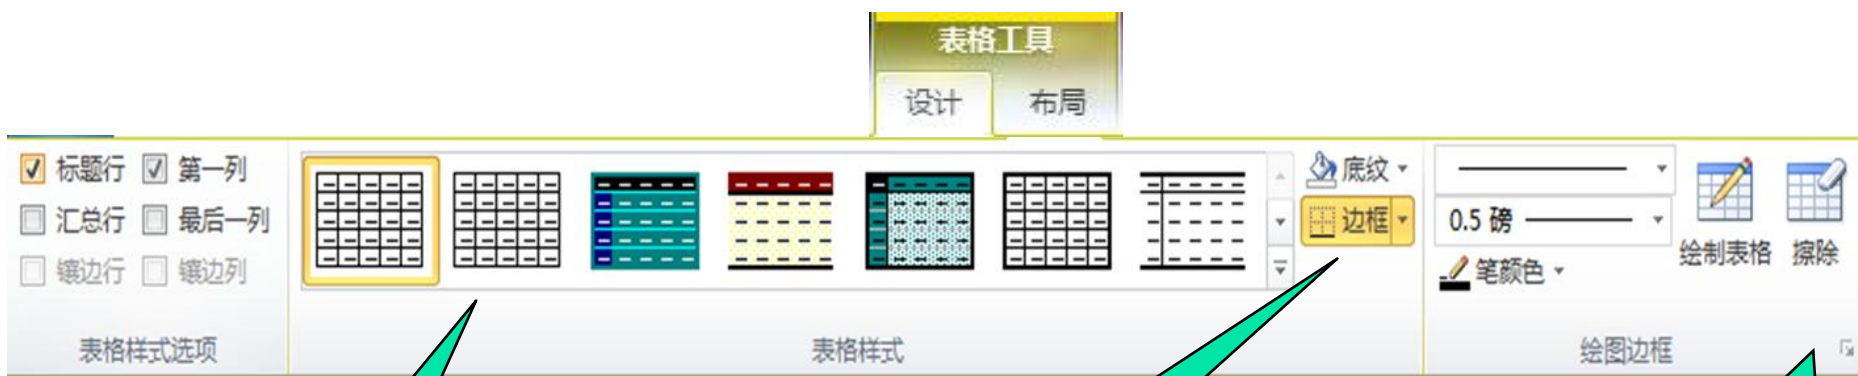 表格工具
设计 布局
标题行 第一列
汇总行 最后一列
镶边行 镶边列
表格样式选项
底纹
边框
表格样式
0.5 磅
笔颜色
绘制表格 擦除
绘图边框